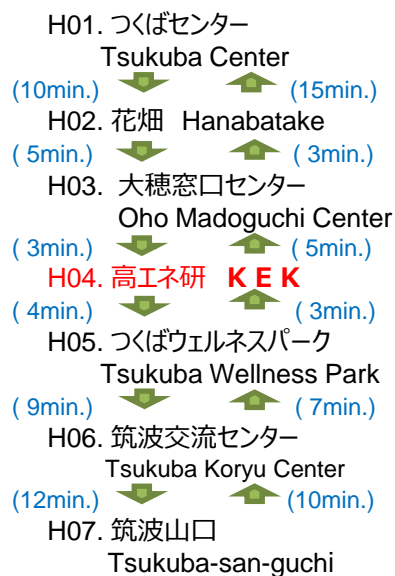 H01. つくばセンター
Tsukuba Center
(10min.) (15min.)
H02. 花畑 Hanabatake
( 5min.) ( 3min.)
H03. 大穂窓口センター
Oho Madoguchi Center
( 3min.) ( 5min.)
H04. 高エネ研 K E K
( 4min.) ( 3min.)
H05. つくばウェルネスパーク
Tsukuba Wellness Park
( 9min.) ( 7min.)
H06. 筑波交流センター
Tsukuba Koryu Center
(12min.) (10min.)
H07. 筑波山口
Tsukuba-san-guchi